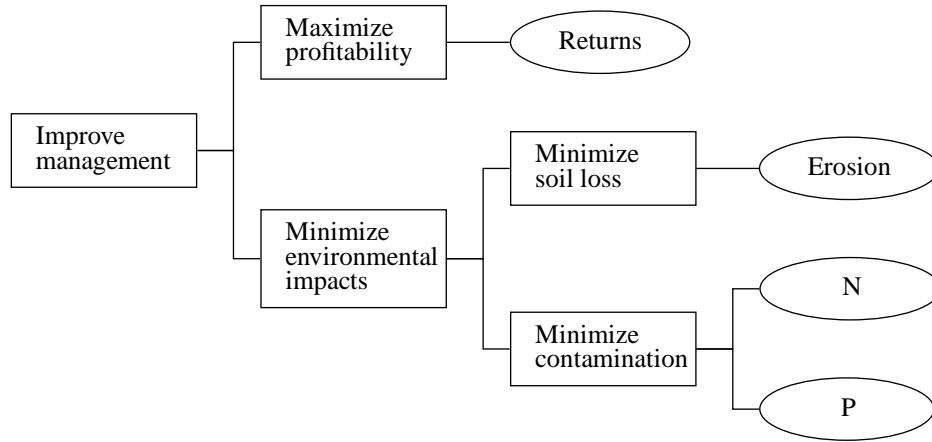 Maximize
profitability
Returns
Improve
management
Minimize
soil loss
Erosion
Minimize
environmental
impacts
N
Minimize
contamination
P